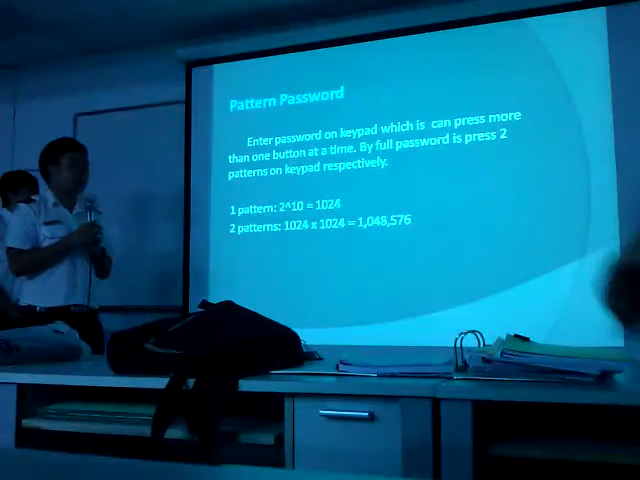 Pattern Password
Enter password on keypad which is can press more
than one button at a time. By full password is press 2
patterns on keypad respectively.
1 pattern: 2^10 = 1024
2 patterns: 1024 x 1024 = 1,048,576